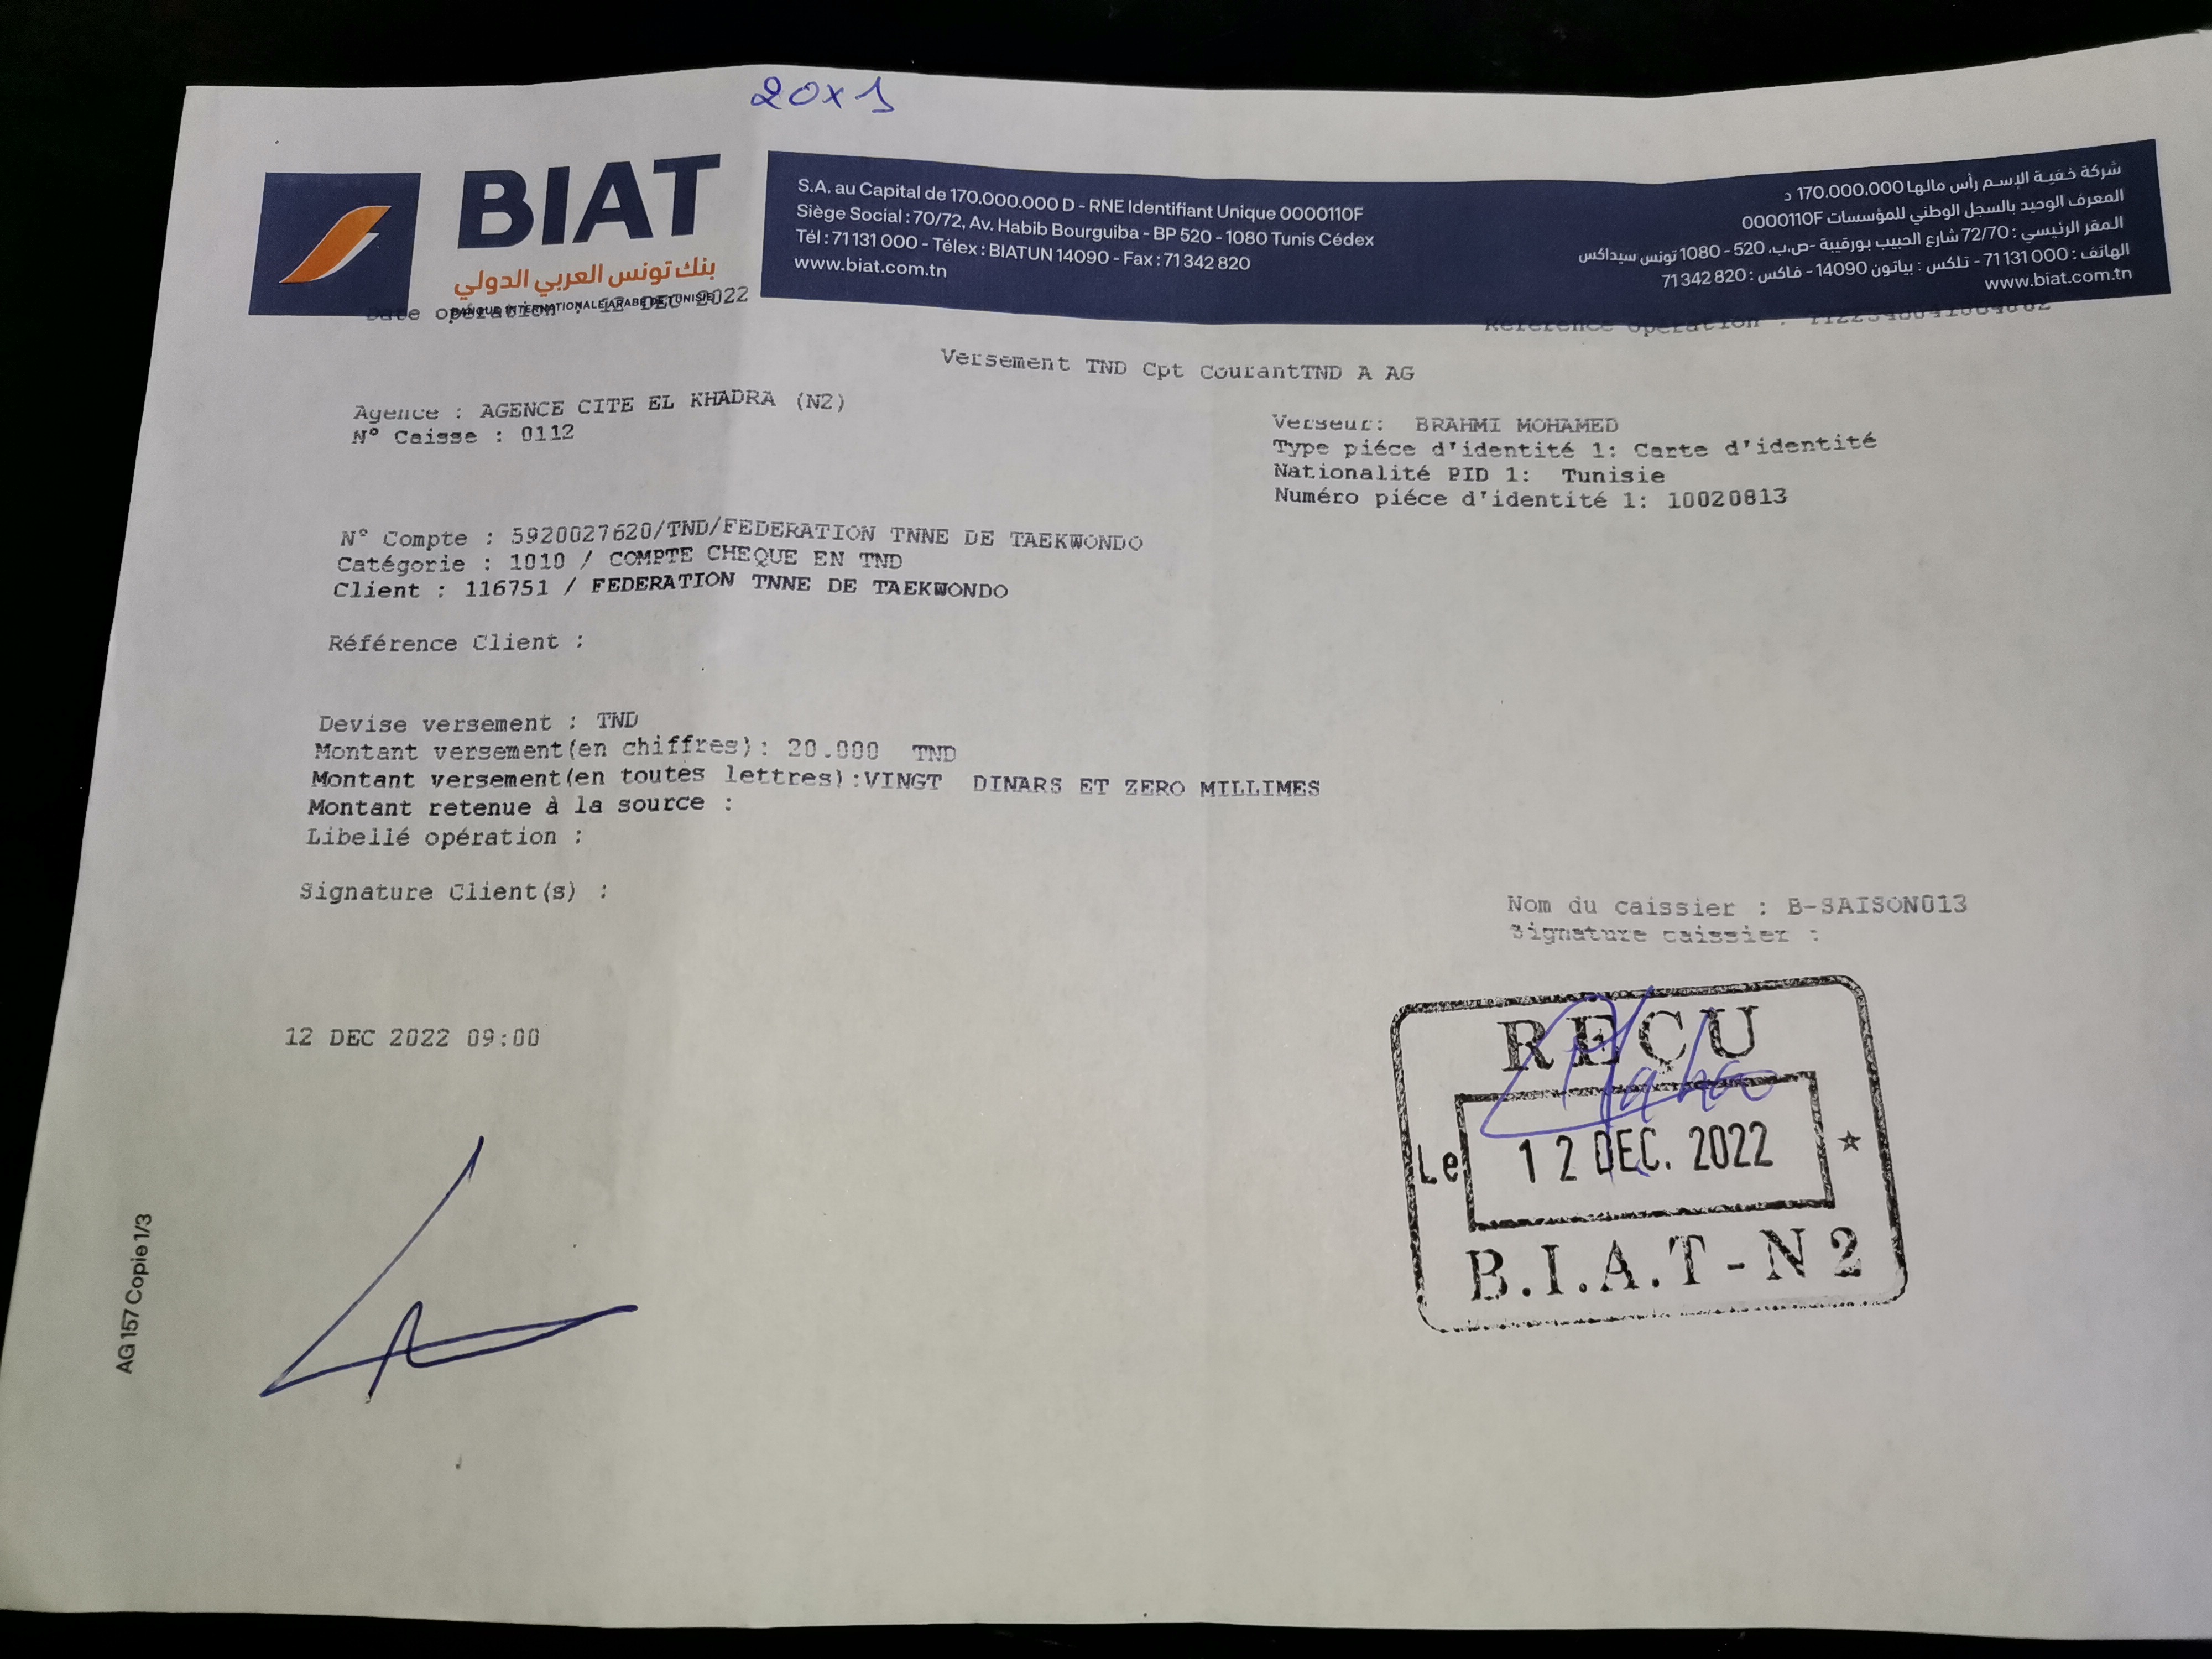 20x1
BIAT
بنك تونس العربي الدولي
BANQUE INTERNATIONALE ARABE DE TUNISIE
S.A. au Capital de 170.000.000 D - RNE Identifiant Unique 0000110F
Siège Social : 70/72, Av. Habib Bourguiba - BP 520 - 1080 Tunis Cédex
Tél : 71 131 000 - Télex : BIATUN 14090 - Fax : 71 342 820
www.biat.com.tn
شركة خفية الإسم رأس مالها 170.000.000 د
المعرف الوحيد بالسجل الوطني للمؤسسات 0000110F
المقر الرئيسي : 72/70 شارع الحبيب بورقيبة -ص.ب. 520 - 1080 تونس سيداكس
الهاتف : 71 131 000 - تلكس : بياتون 14090 - فاكس : 71 342 820
www.biat.com.tn
Date opération : 12 DEC 2022
Référence opération :
Versement TND Cpt CourantTND A AG
Agence : AGENCE CITE EL KHADRA (N2)
N° Caisse : 0112
Verseur: BRAHMI MOHAMED
Type piéce d'identité 1: Carte d'identité
Nationalité PID 1: Tunisie
Numéro piéce d'identité 1: 10020813
N° Compte : 5920027620/TND/FEDERATION TNNE DE TAEKWONDO
Catégorie : 1010 / COMPTE CHEQUE EN TND
Client : 116751 / FEDERATION TNNE DE TAEKWONDO
Référence Client :
Devise versement : TND
Montant versement(en chiffres): 20.000 TND
Montant versement(en toutes lettres):VINGT DINARS ET ZERO MILLIMES
Montant retenue à la source :
Libellé opération :
Signature Client(s) :
Nom du caissier : B-SAISON013
Signature caissier :
12 DEC 2022 09:00
REÇU
Le 12 DEC. 2022
B.I.A.T-N2
AG 157 Copie 1/3